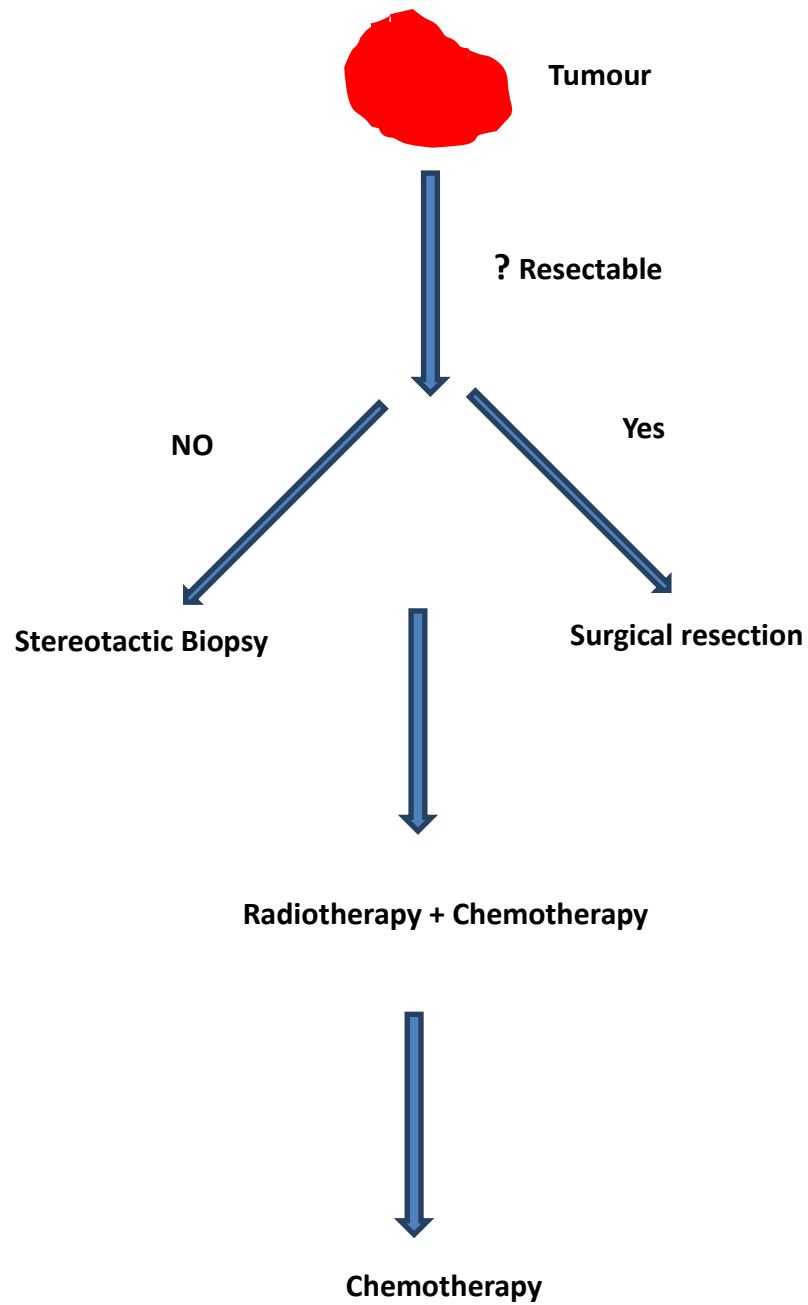 Tumour
? Resectable
NO
Yes
Stereotactic Biopsy
Surgical resection
Radiotherapy + Chemotherapy
Chemotherapy